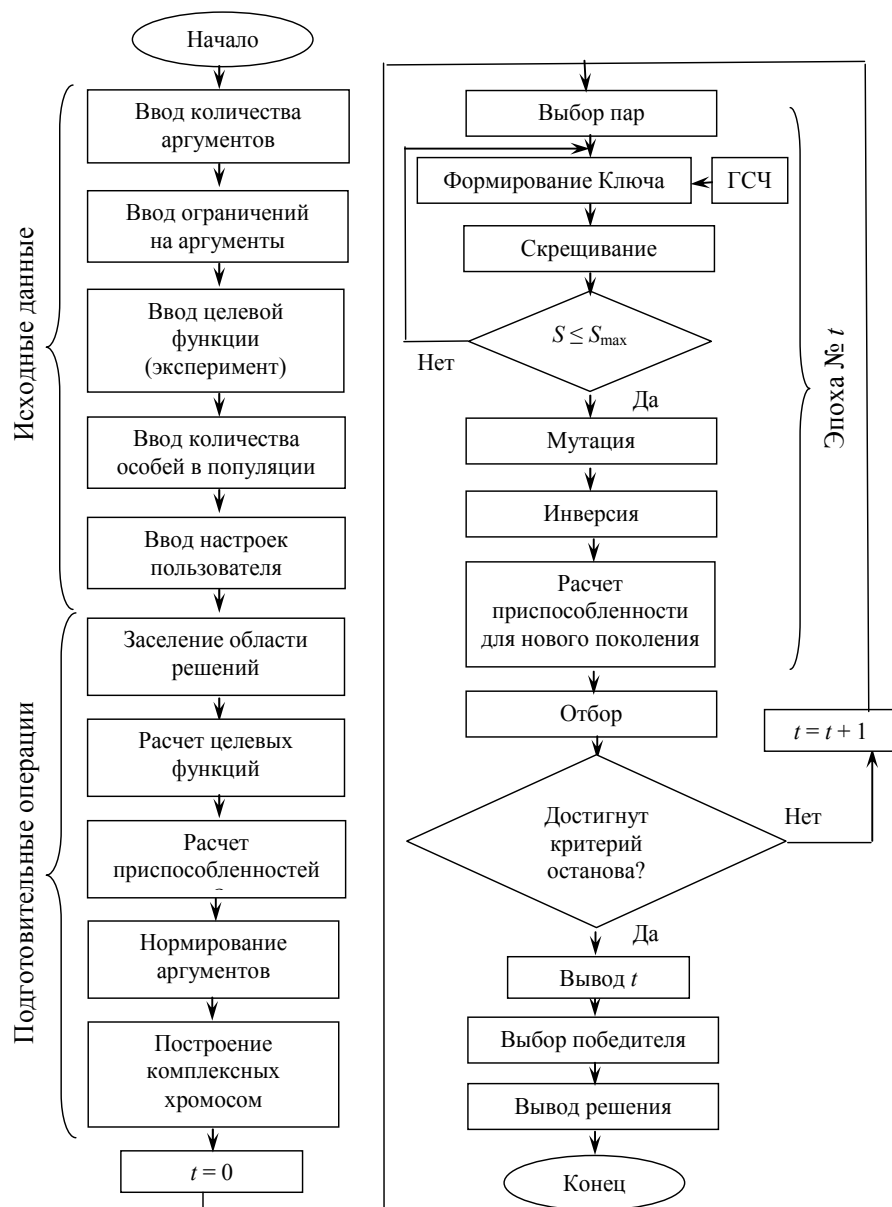 Начало
Исходные данные
Ввод количества
аргументов
Ввод ограничений
на аргументы
Ввод целевой
функции
(эксперимент)
Ввод количества
особей в популяции
Ввод настроек
пользователя
Подготовительные операции
Заселение области
решений
Расчет целевых
функций
Расчет
приспособленностей
Нормирование
аргументов
Построение
комплексных
хромосом
t = 0
Эпоха № t
Выбор пар
Формирование Ключа
ГСЧ
Скрещивание
S ≤ Smax
Нет
Да
Мутация
Инверсия
Расчет
приспособленности
для нового поколения
Отбор
t = t + 1
Достигнут
критерий
останова?
Нет
Да
Вывод t
Выбор победителя
Вывод решения
Конец